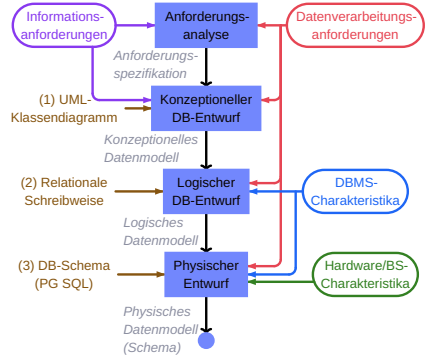 Informations-
anforderungen
Anforderungs-
analyse
Datenverarbeitungs-
anforderungen
Anforderungs-
spezifikation
(1) UML-
Klassendiagramm
Konzeptioneller
DB-Entwurf
Konzeptionelles
Datenmodell
(2) Relationale
Schreibweise
Logischer
DB-Entwurf
DBMS-
Charakteristika
Logisches
Datenmodell
(3) DB-Schema
(PG SQL)
Physischer
Entwurf
Hardware/BS-
Charakteristika
Physisches
Datenmodell
(Schema)